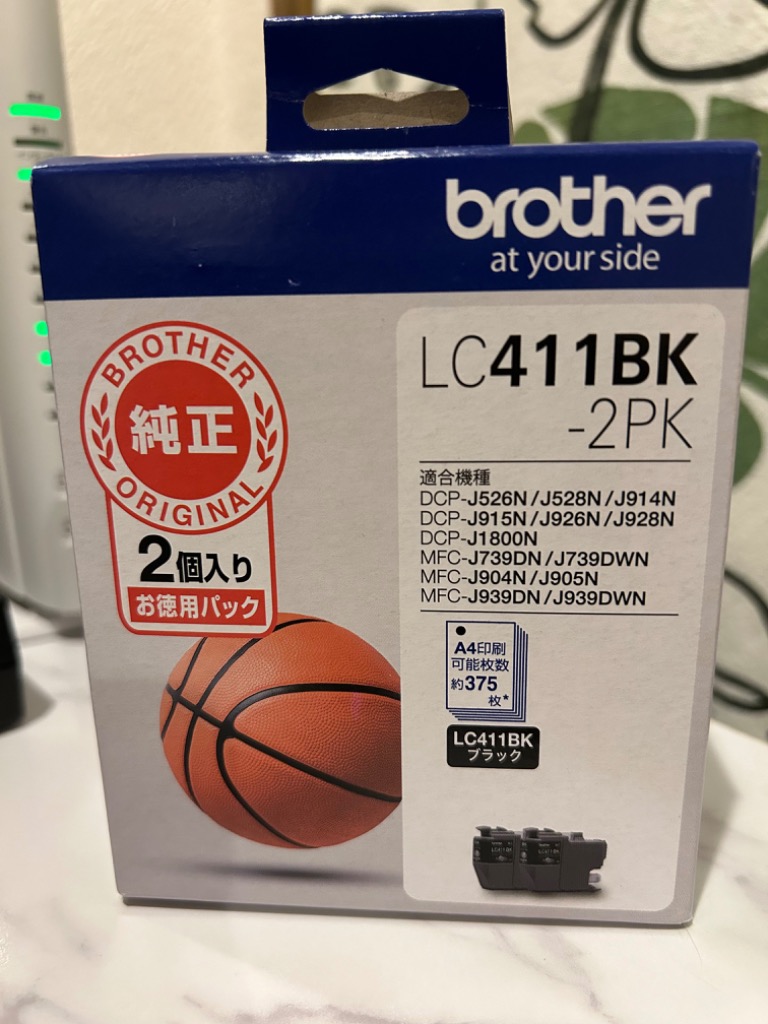 brother
at your side
BROTHER
純正
ORIGINAL
2個入り
お徳用パック
LC411BK
-2PK
適合機種
DCP-J526N/J528N/J914N
DCP-J915N/J926N/J928N
DCP-J1800N
MFC-J739DN/J739DWN
MFC-J904N/J905N
MFC-J939DN/J939DWN
A4印刷
可能枚数
約375
枚*
LC411BK
ブラック
LC411BK
LC411BK